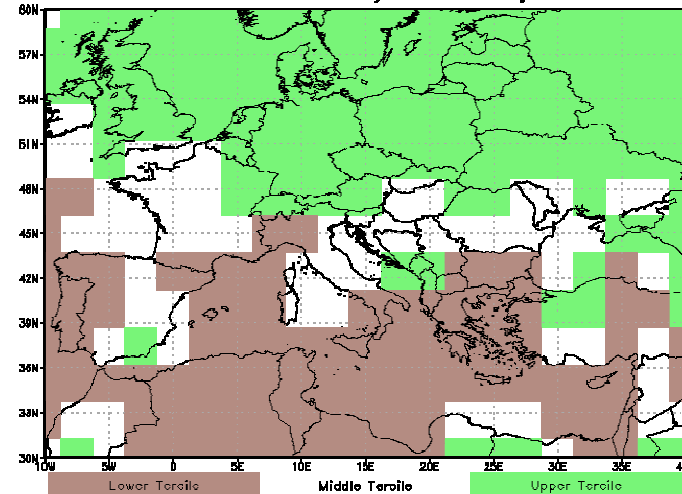 60N
57N
54N
51N
48N
45N
42N
39N
36N
33N
30N
10W 5W 0 5E 10E 15E 20E 25E 30E 35E
Lower Tercile Middle Tercile Upper Tercile